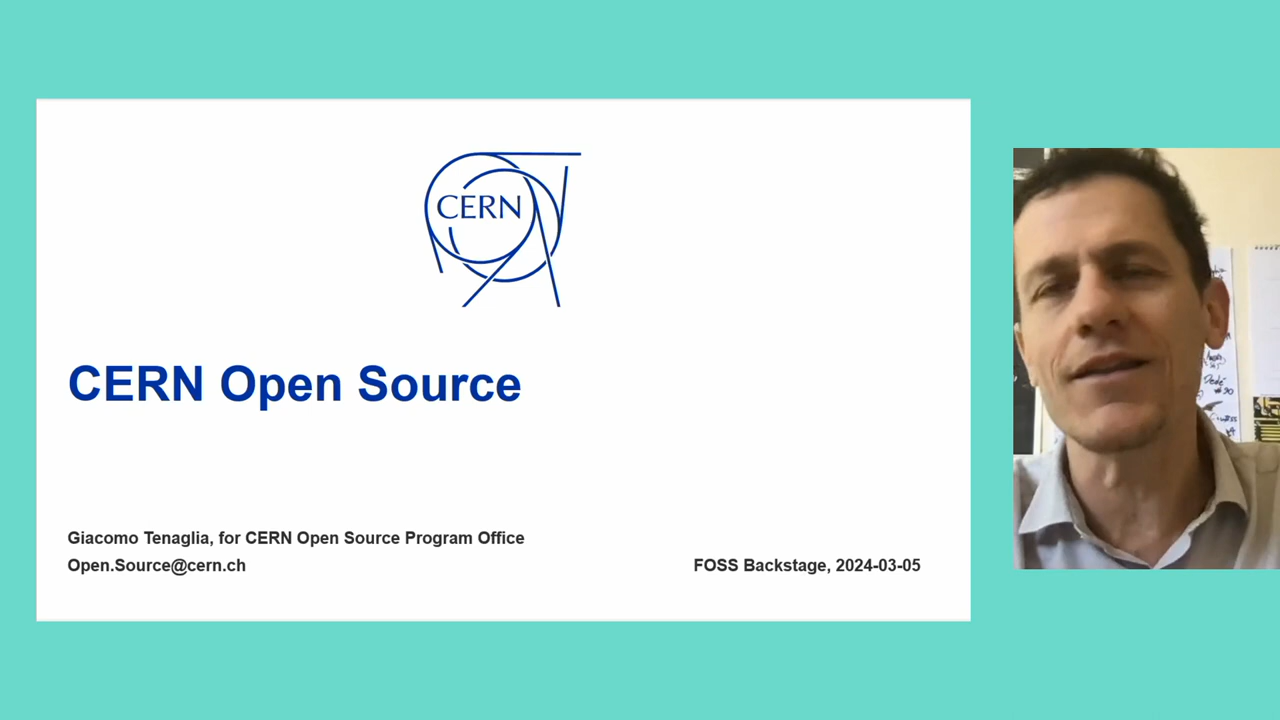 CERN
CERN Open Source
Giacomo Tenaglia, for CERN Open Source Program Office
Open.Source@cern.ch
FOSS Backstage, 2024-03-05
Dedé